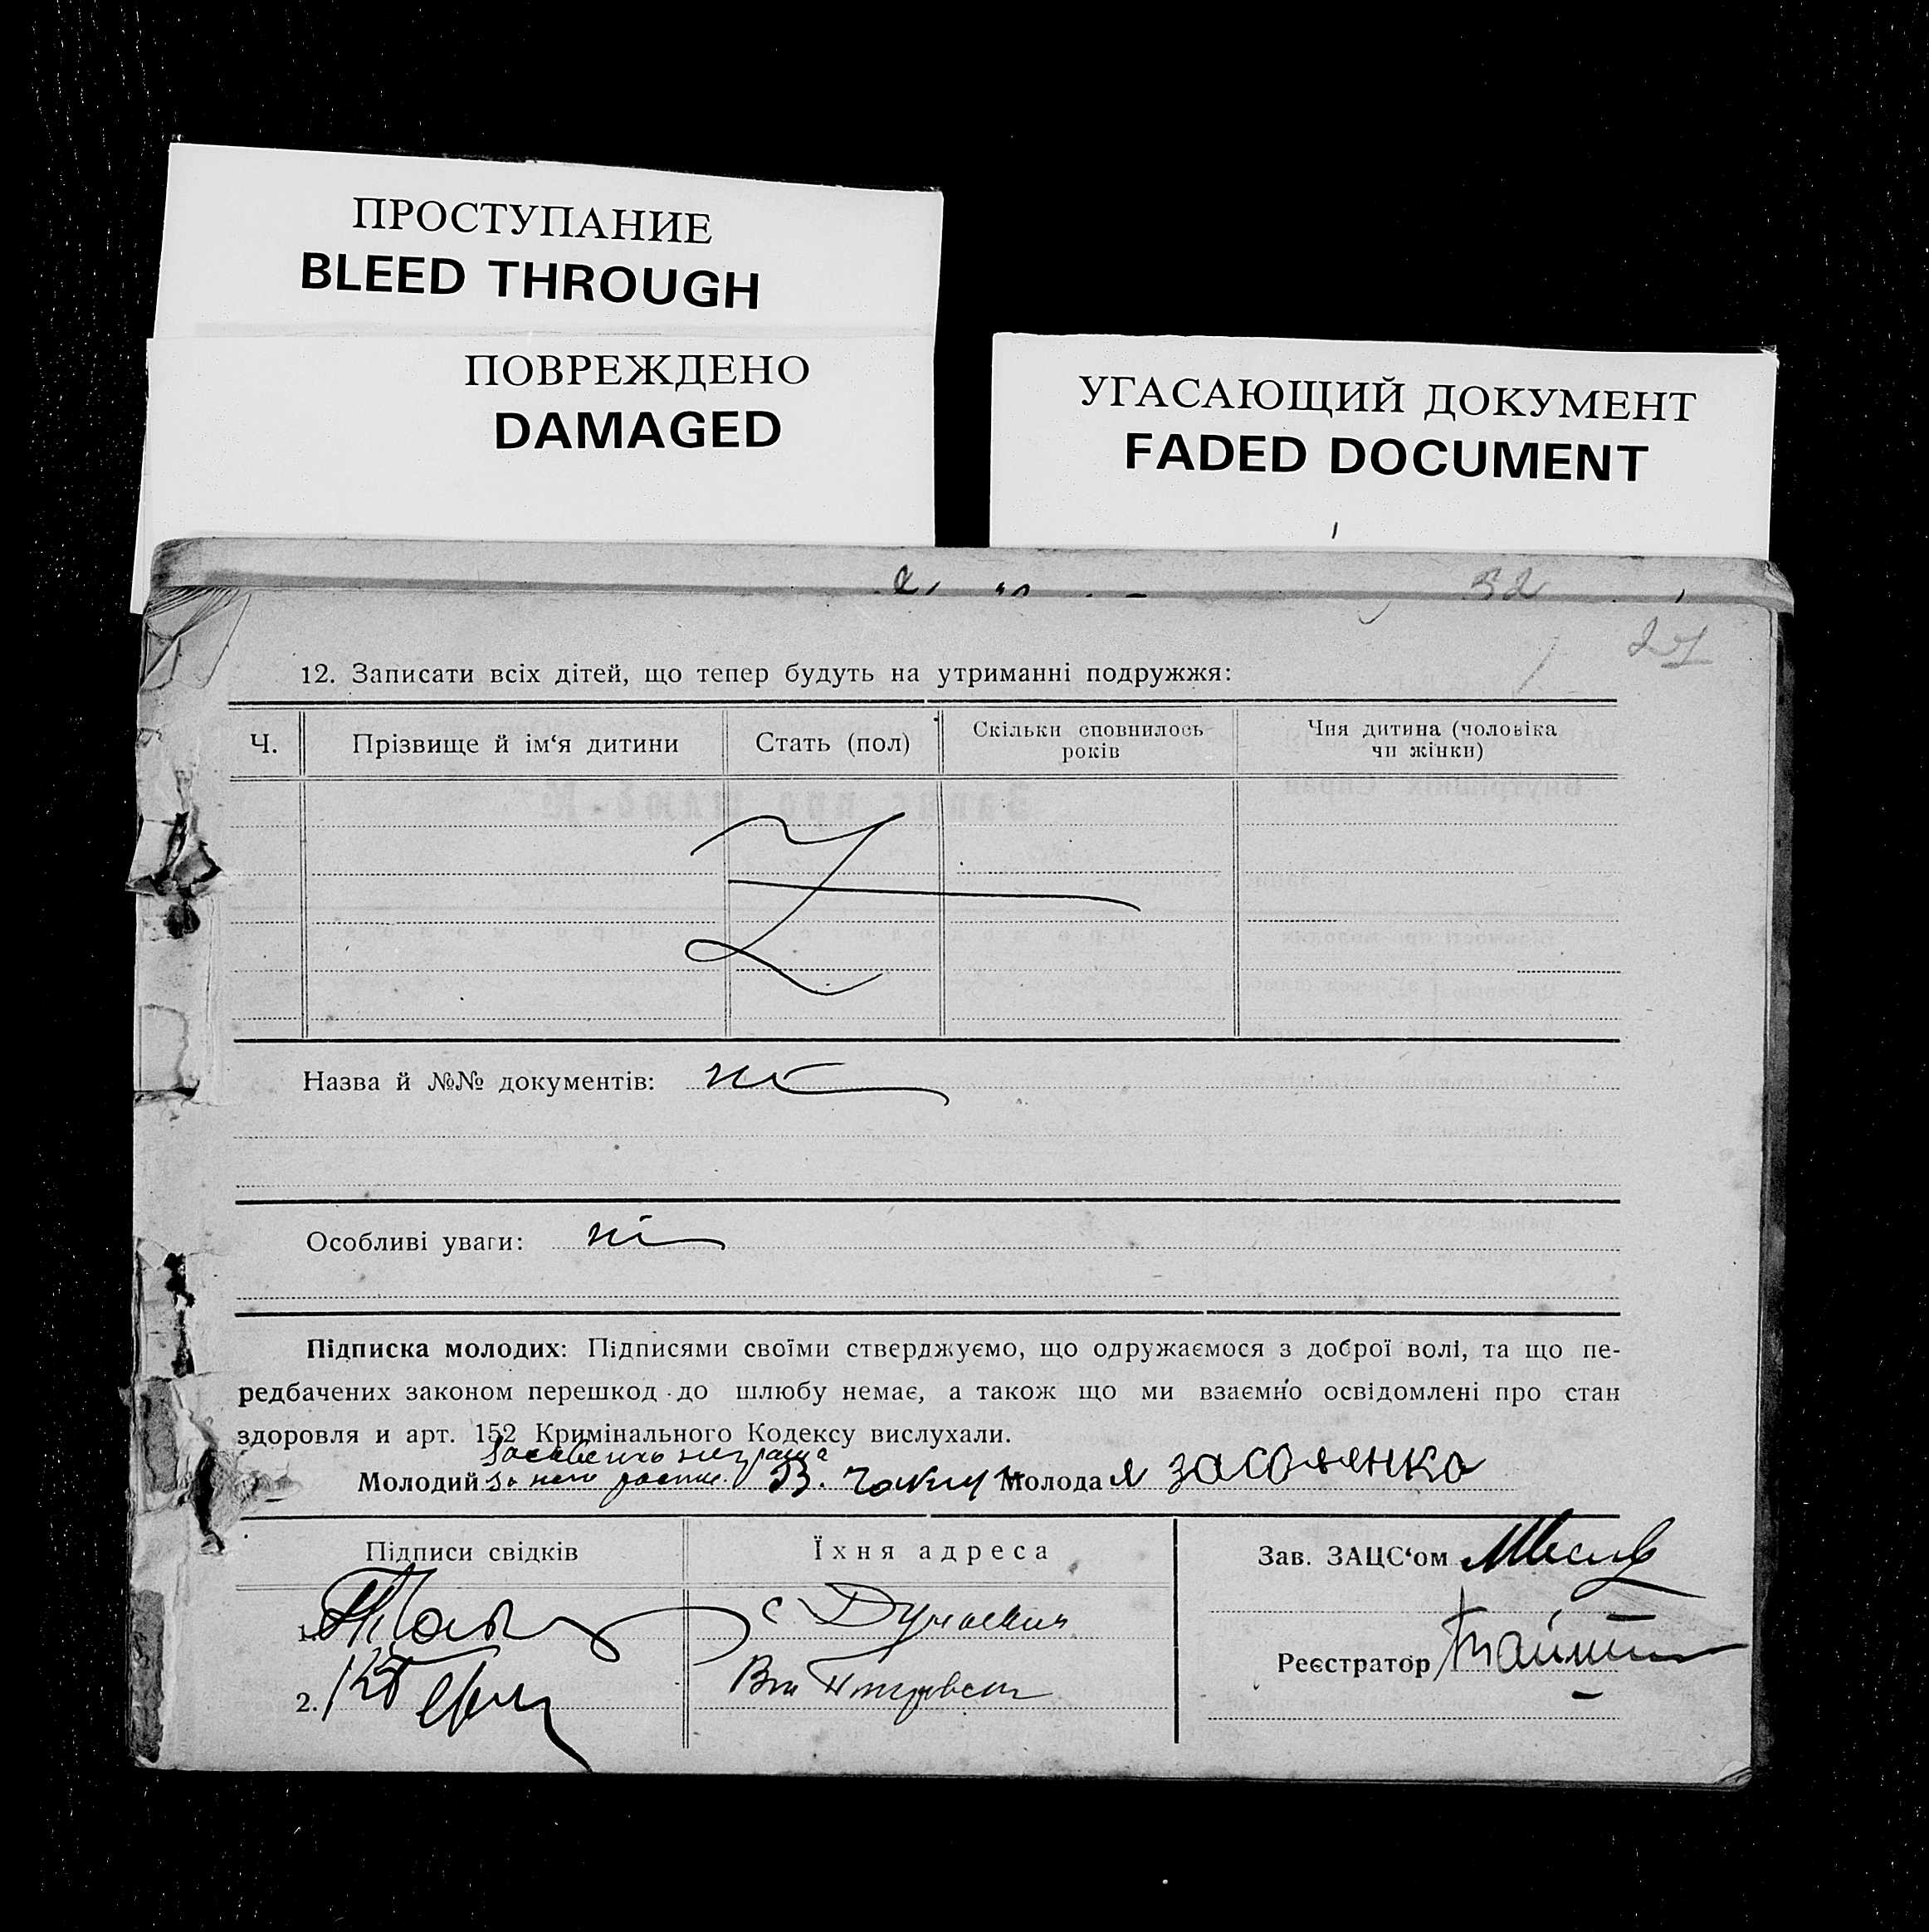 ПРОСТУПАНИЕ
BLEED THROUGH
ПОВРЕЖДЕНО
DAMAGED
УГАСАЮЩИЙ ДОКУМЕНТ
FADED DOCUMENT
32
12. Записати всіх дітей, що тепер будуть на утриманні подружжя:
Ч.
Прізвище й ім‘я дитини
Стать (пол)
Скільки сповнилось
років
Чия дитина (чоловіка
чи жінки)
Назва й №№ документів: ні
Особливі уваги: ні
Підписка молодих: Підписями своїми стверджуємо, що одружаємося з доброї волі, та що пе-
редбачених законом перешкод до шлюбу немає, а також що ми взаємно освідомлені про стан
здоровля и арт. 152 Кримінального Кодексу вислухали.
Молодий В. Молода я засовенко
Підписи свідків
Їхня адреса
Зав. ЗАЦС‘ом
1. с
2.
Реєстратор